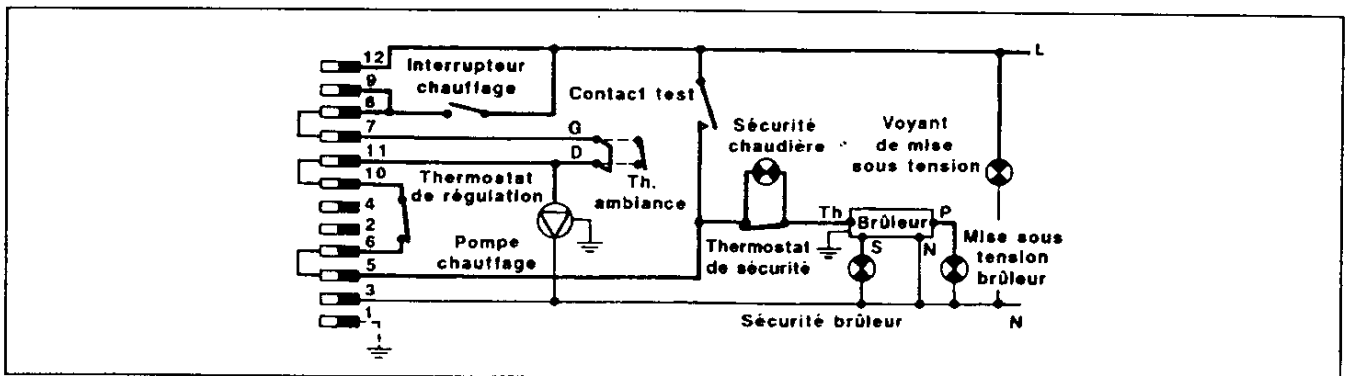 12
9
8
7
11
10
4
2
6
5
3
1
Interrupteur
chauffage
G
D
Thermostat
de régulation
Th.
ambiance
Pompe
chauffage
Contact test
Sécurité
chaudière
Thermostat
de sécurité
Voyant
de mise
sous tension
L
Th
Brûleur
P
S
N
Mise sous
tension
brûleur
Sécurité brûleur
N